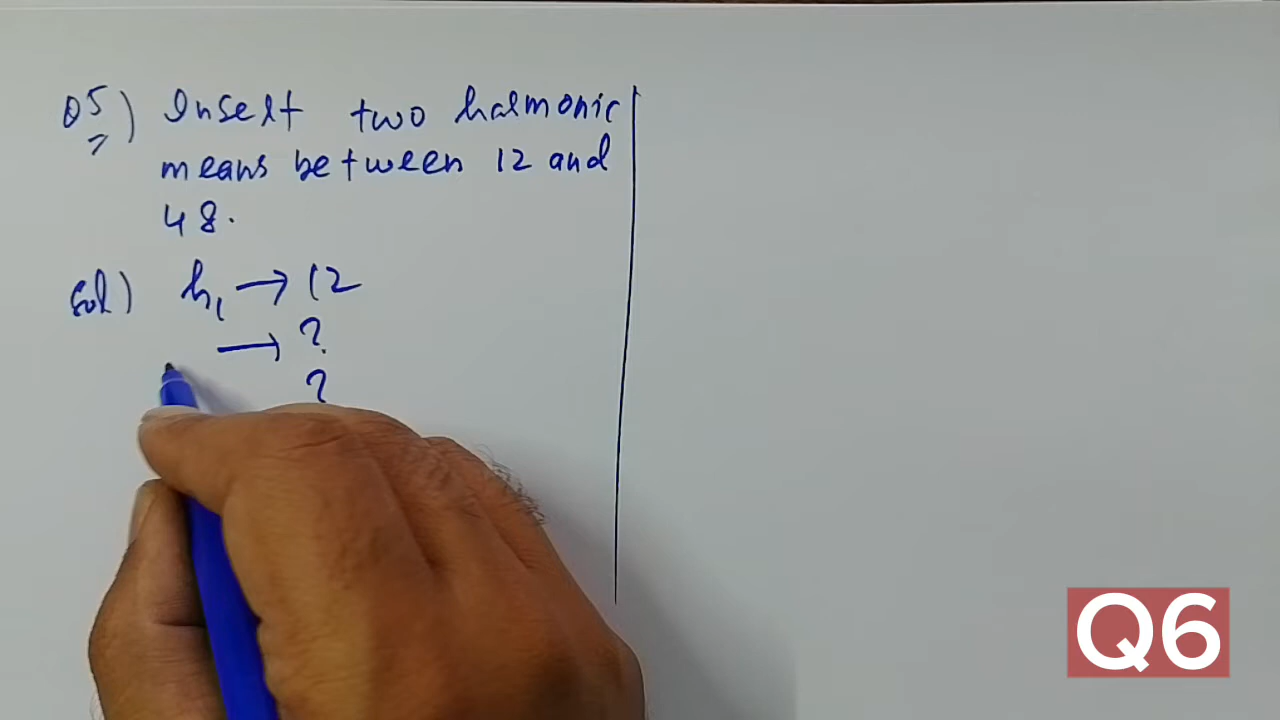 Q5) Insert two harmonic
means between 12 and
48.
Sol) h₁ → 12
→ ?
?
Q6